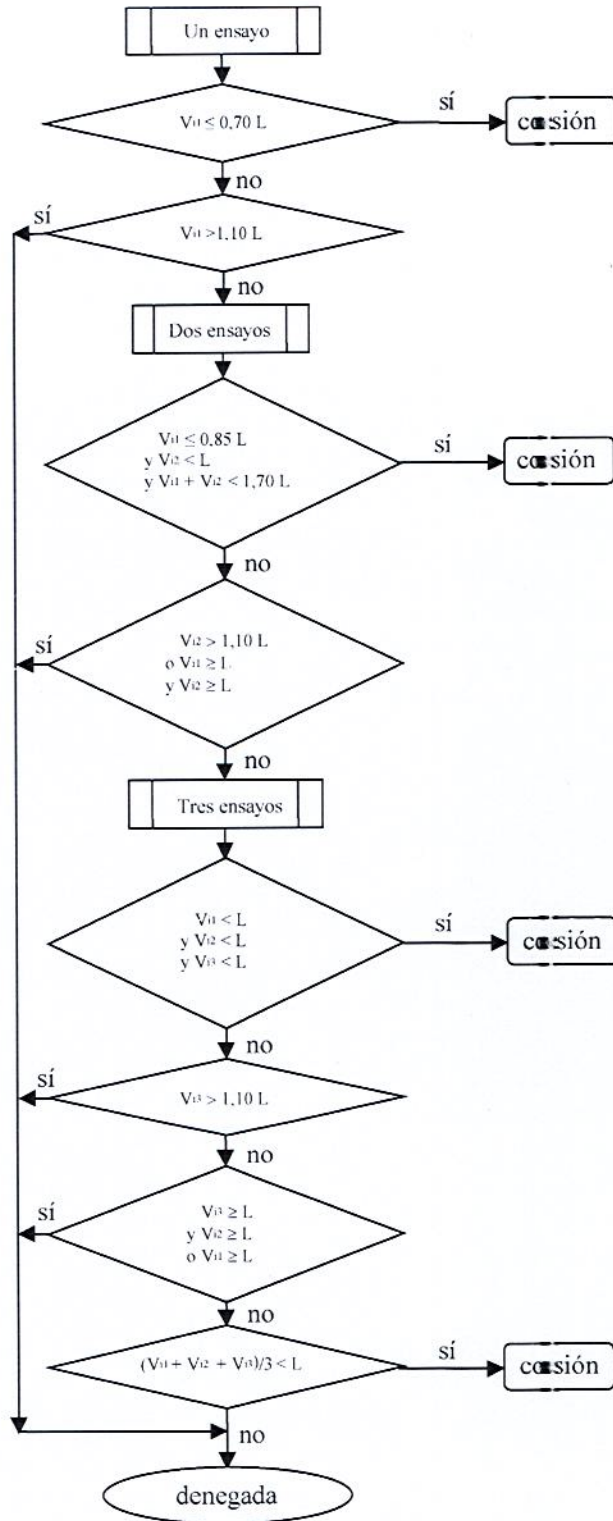 Un ensayo
Vi1 ≤ 0,70 L
sí
no
sí
Vi1 >1,10 L
no
Dos ensayos
Vi1 ≤ 0,85 L
y Vi2 < L
y Vi1 + Vi2 < 1,70 L
sí
no
sí
Vi2 > 1,10 L
o Vi1 ≥ L
y Vi2 ≥ L
no
Tres ensayos
Vi1 < L
y Vi2 < L
y Vi3 < L
sí
no
sí
Vi3 > 1,10 L
no
sí
Vi3 ≥ L
y Vi2 ≥ L
o Vi1 ≥ L
no
(Vi1 + Vi2 + Vi3)/3 < L
sí
no
denegada